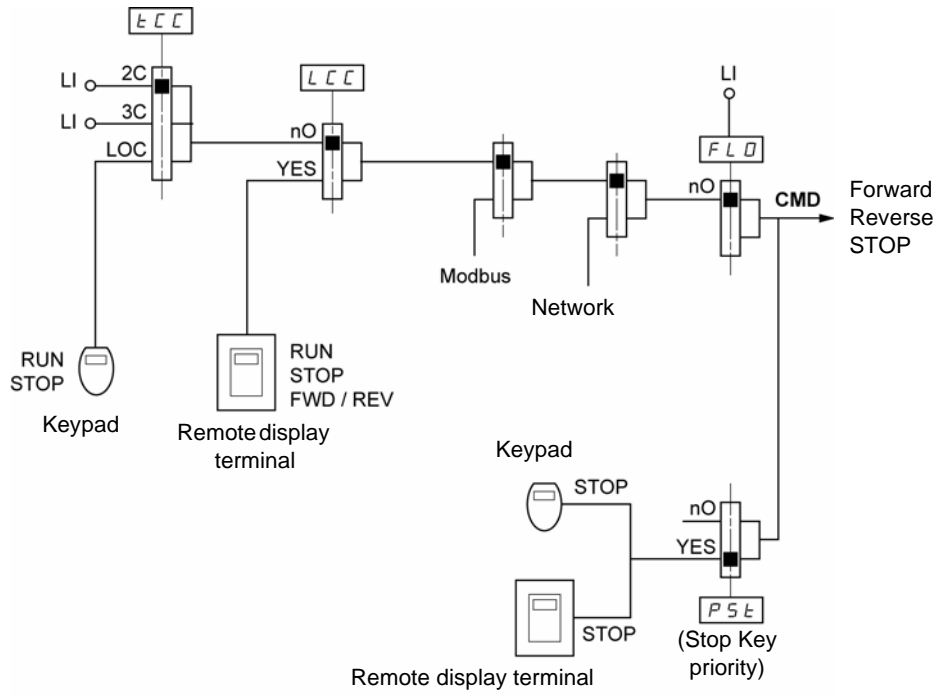 tCC
LI
2C
LI
3C
LOC
LCC
nO
YES
LI
FLO
nO
CMD
Forward
Reverse
STOP
Modbus
Network
RUN
STOP
Keypad
RUN
STOP
FWD / REV
Remote display
terminal
Keypad
STOP
nO
YES
PSt
(Stop Key
priority)
STOP
Remote display terminal